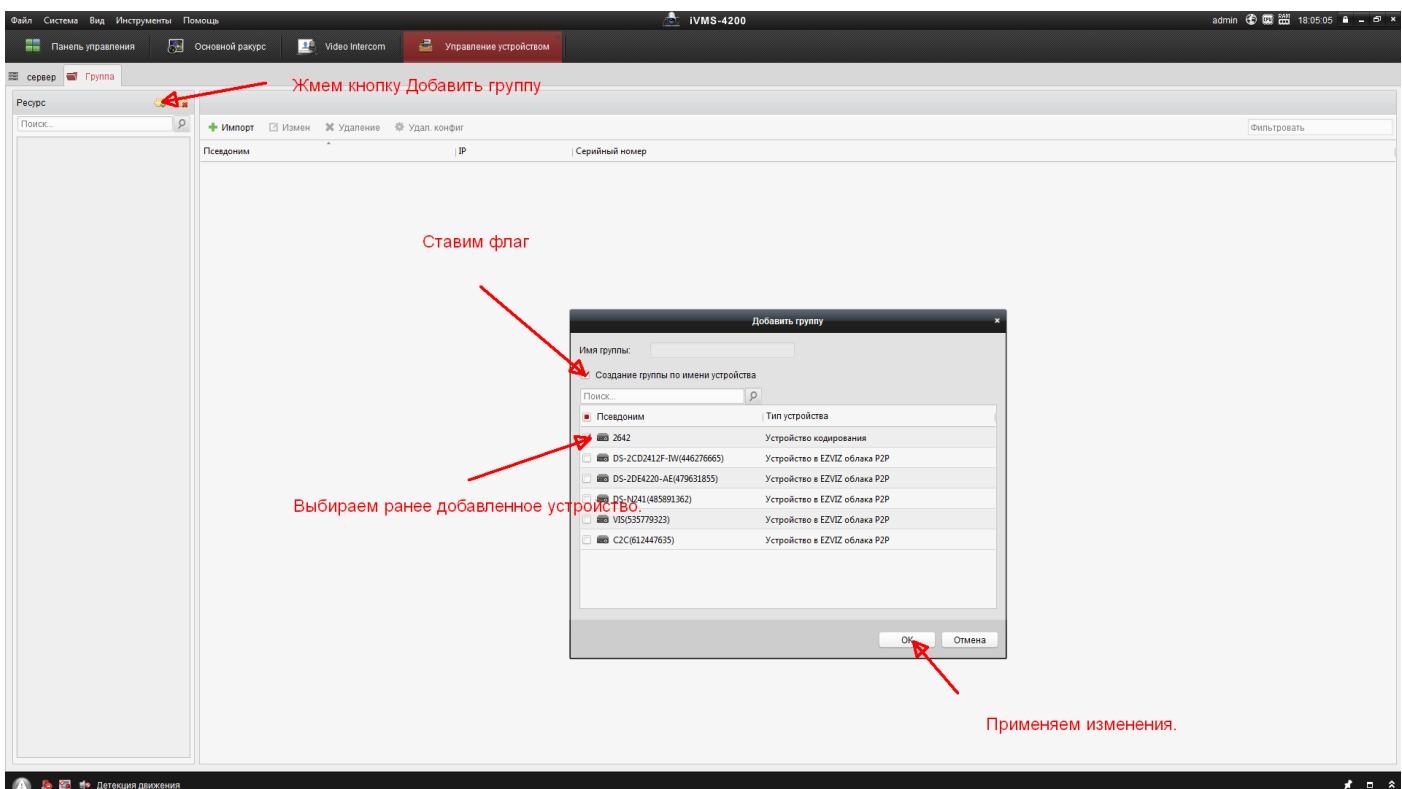 Файл Система Вид Инструменты Помощь iVMS-4200 admin 18:05:05
Панель управления Основной ракурс Video Intercom Управление устройством
сервер Группа
Жмем кнопку Добавить группу
Ресурс
Поиск...
Импорт Измен Удаление Удал. конфиг Фильтровать
Псевдоним IP Серийный номер
Ставим флаг
Добавить группу
Имя группы:
Создание группы по имени устройства
Поиск...
Псевдоним Тип устройства
2642 Устройство кодирования
DS-2CD2412F-IW(446276665) Устройство в EZVIZ облака P2P
DS-2DE4220-AE(479631855) Устройство в EZVIZ облака P2P
DS-N241(485891362) Устройство в EZVIZ облака P2P
Выбираем ранее добавленное устройство.
VIS(535779323) Устройство в EZVIZ облака P2P
C2C(612447635) Устройство в EZVIZ облака P2P
OK Отмена
Применяем изменения.
Детекция движения